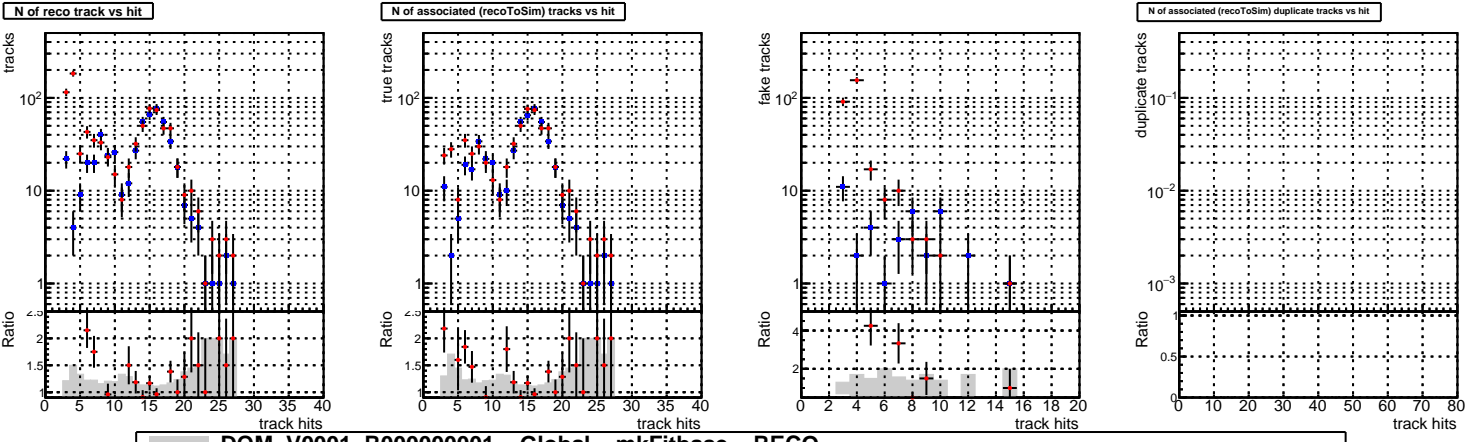 N of reco track vs hit
N of associated (recoToSim) tracks vs hit
N of associated (recoToSim) duplicate tracks vs hit
tracks
10²
10
1
Ratio
2.5
2
1.5
1
0 5 10 15 20 25 30 35 40
track hits
true tracks
10²
10
1
Ratio
2.5
2
1.5
1
0 5 10 15 20 25 30 35 40
track hits
fake tracks
10²
10
1
Ratio
4
2
0 2 4 6 8 10 12 14 16 18 20
track hits
duplicate tracks
10⁻¹
10⁻²
10⁻³
Ratio
1
0.5
0
0 10 20 30 40 50 60 70 80
track hits